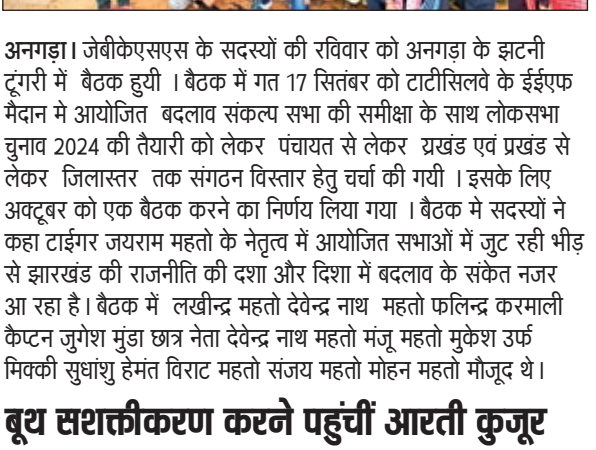 अनगड़ा। जेबीकेएसएस के सदस्यों की रविवार को अनगड़ा के झटनी
टूंगरी में बैठक हुयी । बैठक में गत 17 सितंबर को टाटीसिलवे के ईईएफ
मैदान मे आयोजित बदलाव संकल्प सभा की समीक्षा के साथ लोकसभा
चुनाव 2024 की तैयारी को लेकर पंचायत से लेकर य्रखंड एवं प्रखंड से
लेकर जिलास्तर तक संगठन विस्तार हेतु चर्चा की गयी । इसके लिए
अक्टूबर को एक बैठक करने का निर्णय लिया गया । बैठक मे सदस्यों ने
कहा टाईगर जयराम महतो के नेतृत्व में आयोजित सभाओं में जुट रही भीड़
से झारखंड की राजनीति की दशा और दिशा में बदलाव के संकेत नजर
आ रहा है। बैठक में लखीन्द्र महतो देवेन्द्र नाथ महतो फलिन्द्र करमाली
कैप्टन जुगेश मुंडा छात्र नेता देवेन्द्र नाथ महतो मंजू महतो मुकेश उर्फ
मिक्की सुधांशु हेमंत विराट महतो संजय महतो मोहन महतो मौजूद थे।
बूथ सशक्तीकरण करने पहुंचीं आरती कुजूर